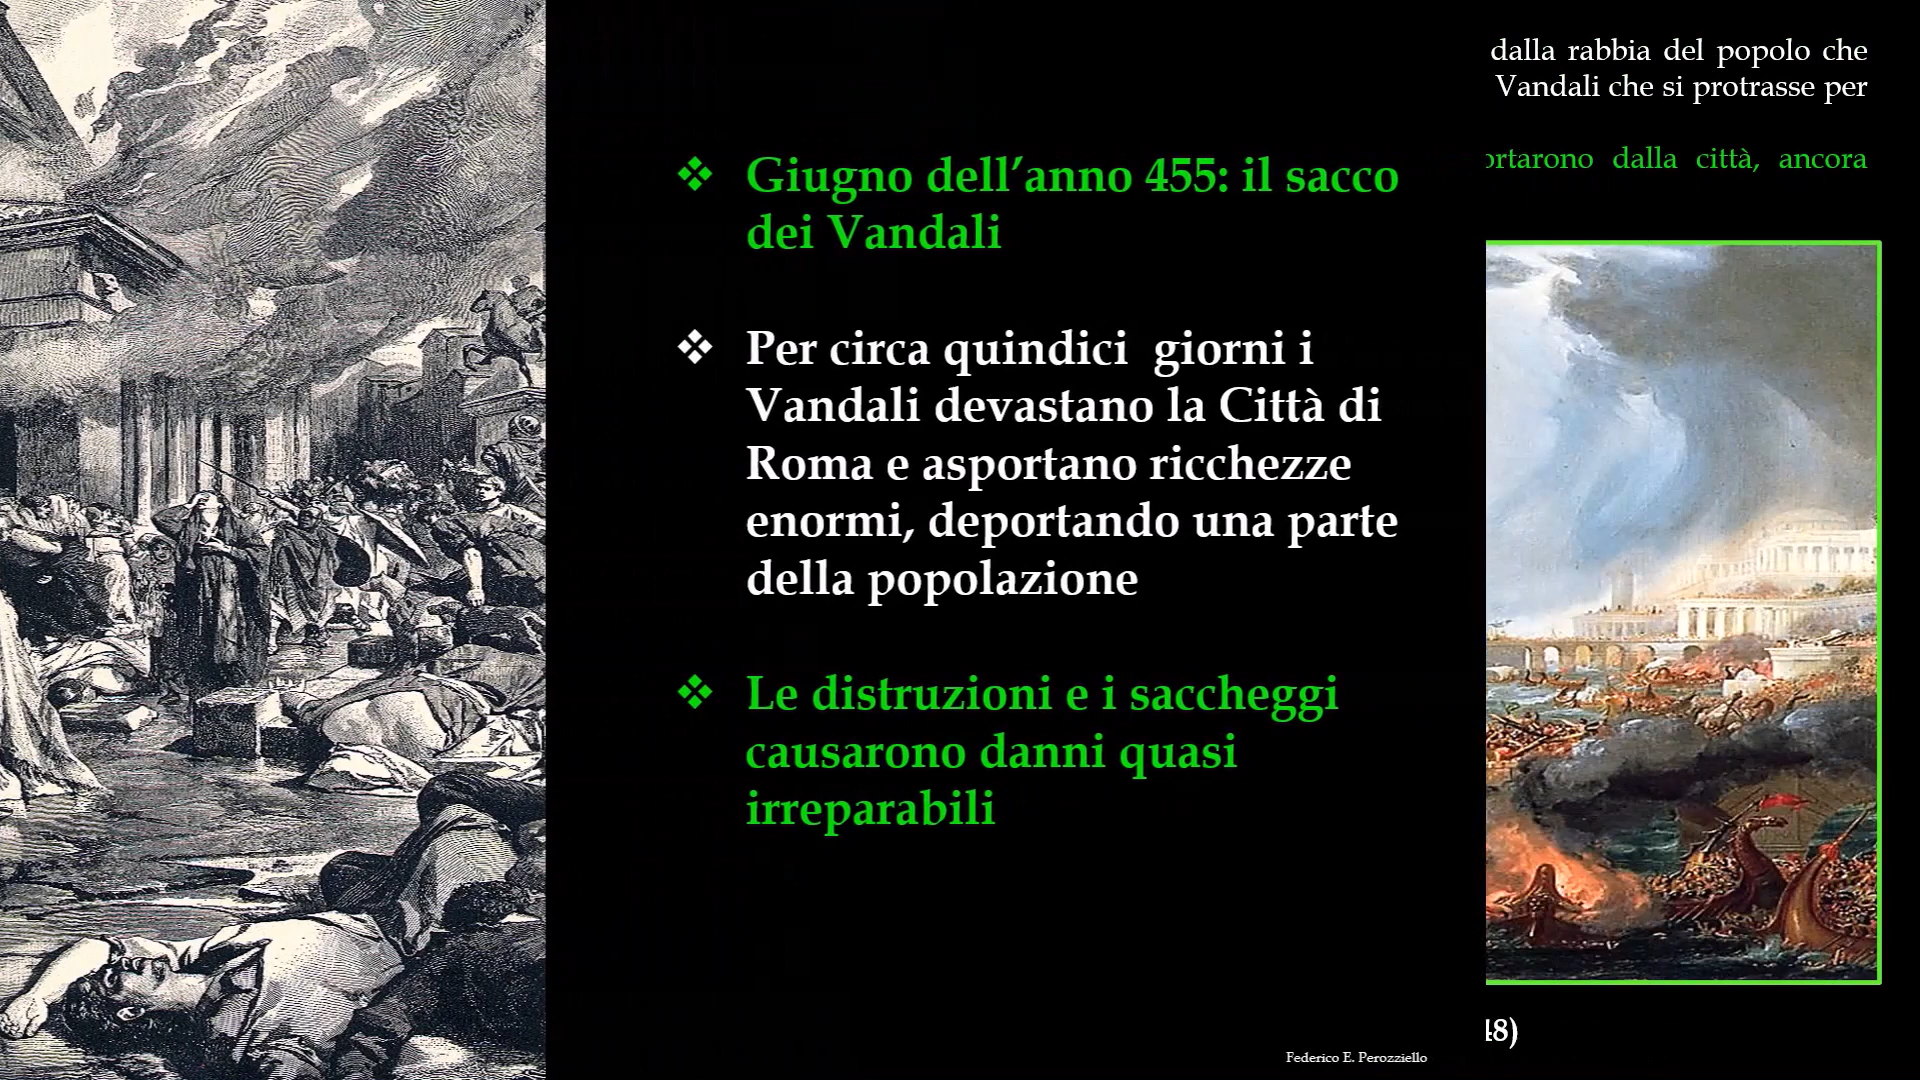 ❖ Giugno dell’anno 455: il sacco
dei Vandali
❖ Per circa quindici giorni i
Vandali devastano la Città di
Roma e asportano ricchezze
enormi, deportando una parte
della popolazione
❖ Le distruzioni e i saccheggi
causarono danni quasi
irreparabili
Federico E. Perozziello
dalla rabbia del popolo che
Vandali che si protrasse per
dalla città, ancora
48)